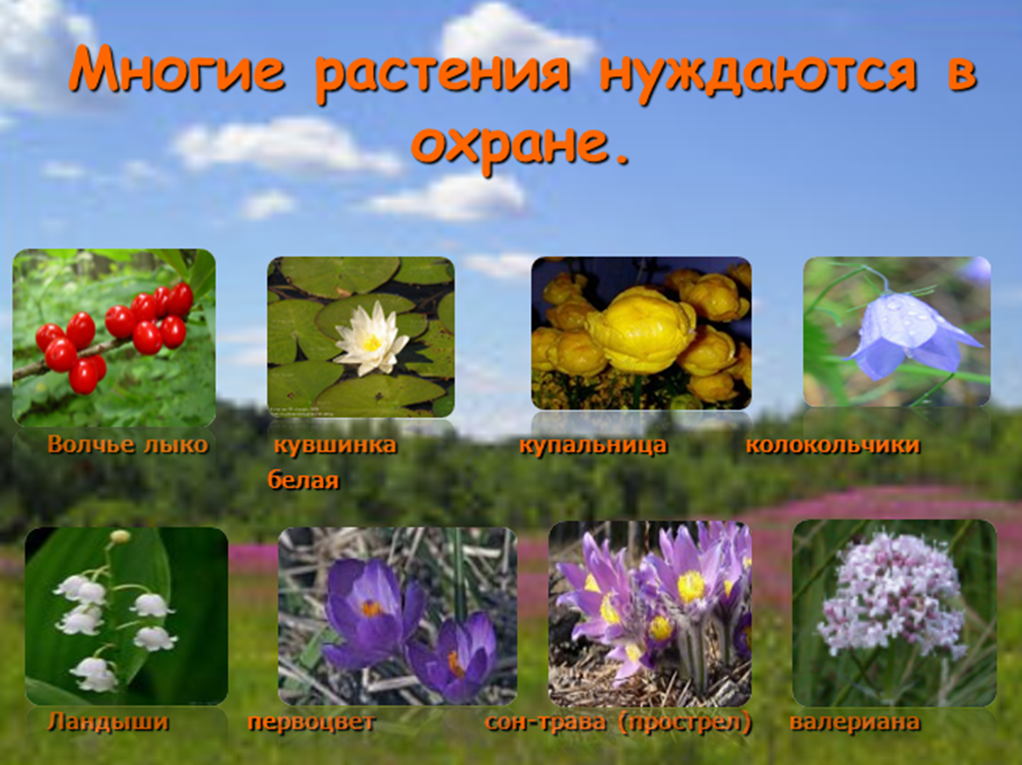 Многие растения нуждаются в
охране.
Волчье лыко кувшинка купальница колокольчики
белая
Ландыши первоцвет сон-трава (прострел) валериана